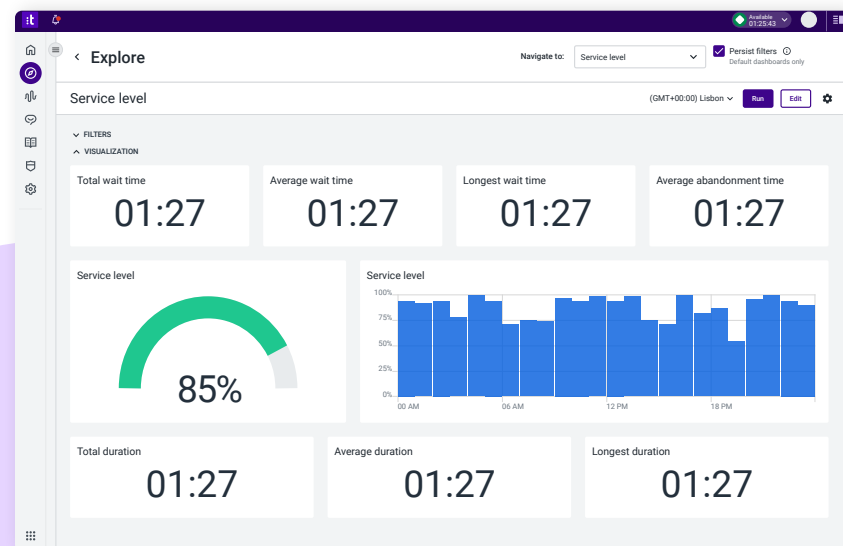 :t
Available
01:25:43
Explore
Navigate to:
Service level
Persist filters
Default dashboards only
Service level
(GMT+00:00) Lisbon
Run
Edit
FILTERS
VISUALIZATION
Total wait time
01:27
Average wait time
01:27
Longest wait time
01:27
Average abandonment time
01:27
Service level
85%
Service level
100%
75%
50%
25%
0%
00 AM
06 AM
12 PM
18 PM
Total duration
01:27
Average duration
01:27
Longest duration
01:27